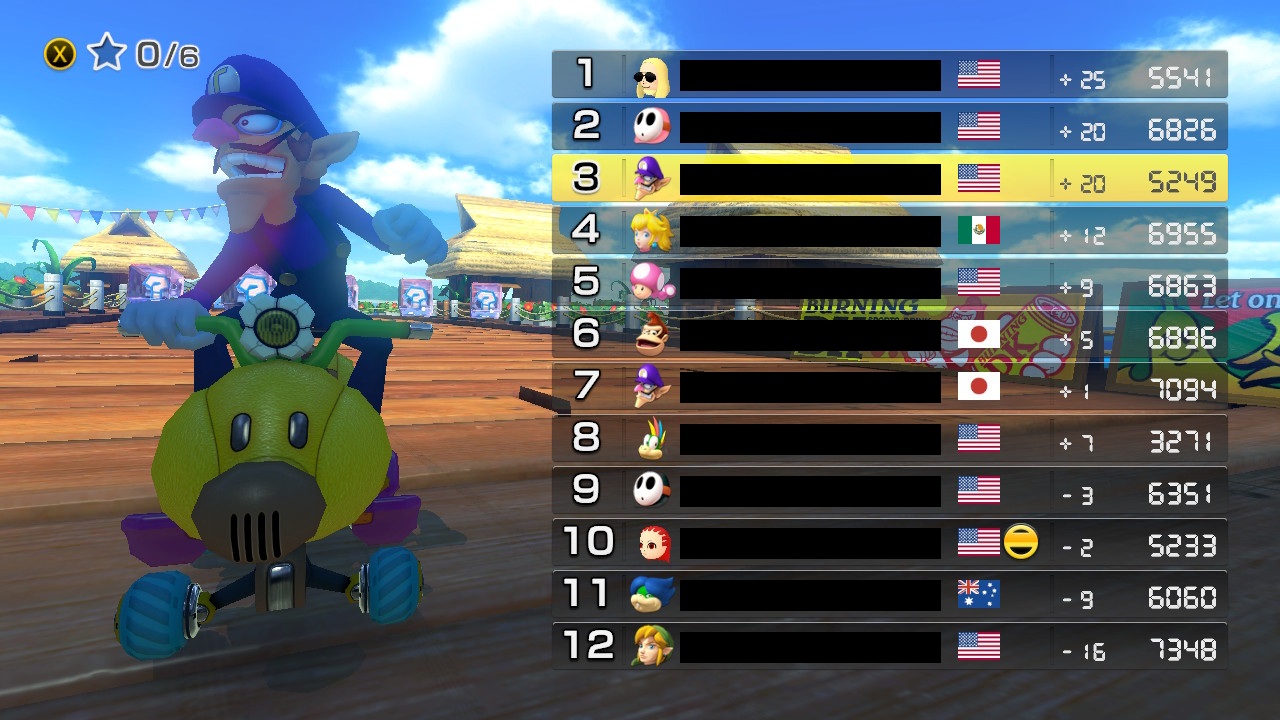 X 0/6
1 + 25 5541
2 + 20 6826
3 + 20 5249
4 + 12 6955
5 + 9 6863
6 + 5 6896
7 + 1 7094
8 + 7 3271
9 - 3 6351
10 - 2 5233
11 - 9 6060
12 - 16 7348
BURNING
Let on
BURNING
DK